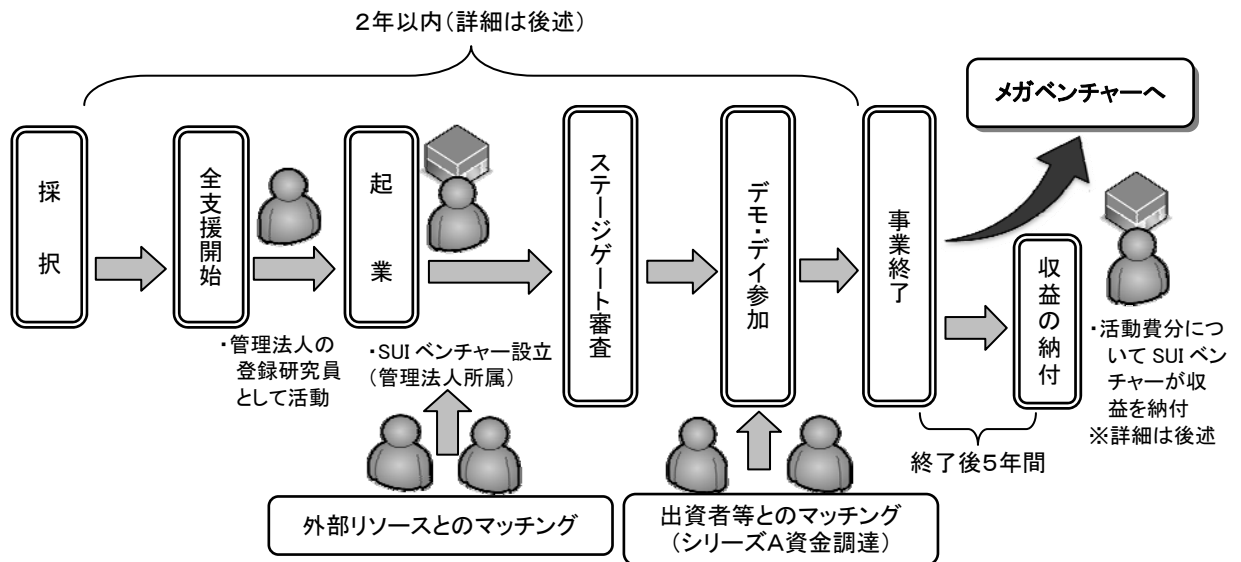 2年以内(詳細は後述)
メガベンチャーへ
採択
全支援開始
起業
ステージゲート審査
デモ・デイ参加
事業終了
収益の納付
・管理法人の
登録研究員
として活動
・SUI ベンチャー設立
(管理法人所属)
・活動費分につ
いて SUI ベン
チャーが収
益を納付
※詳細は後述
終了後5年間
外部リソースとのマッチング
出資者等とのマッチング
(シリーズA資金調達)